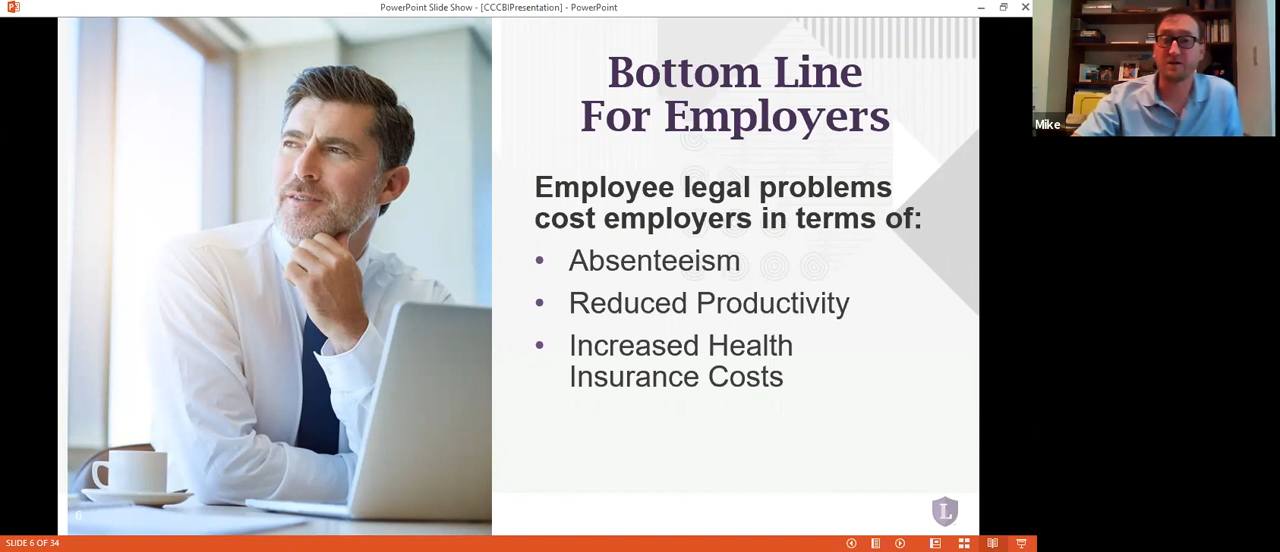 PowerPoint Slide Show - [CCCBIPresentation] - PowerPoint
Bottom Line
For Employers
Employee legal problems
cost employers in terms of:
• Absenteeism
• Reduced Productivity
• Increased Health
Insurance Costs
6
L
Mike
SLIDE 6 OF 34